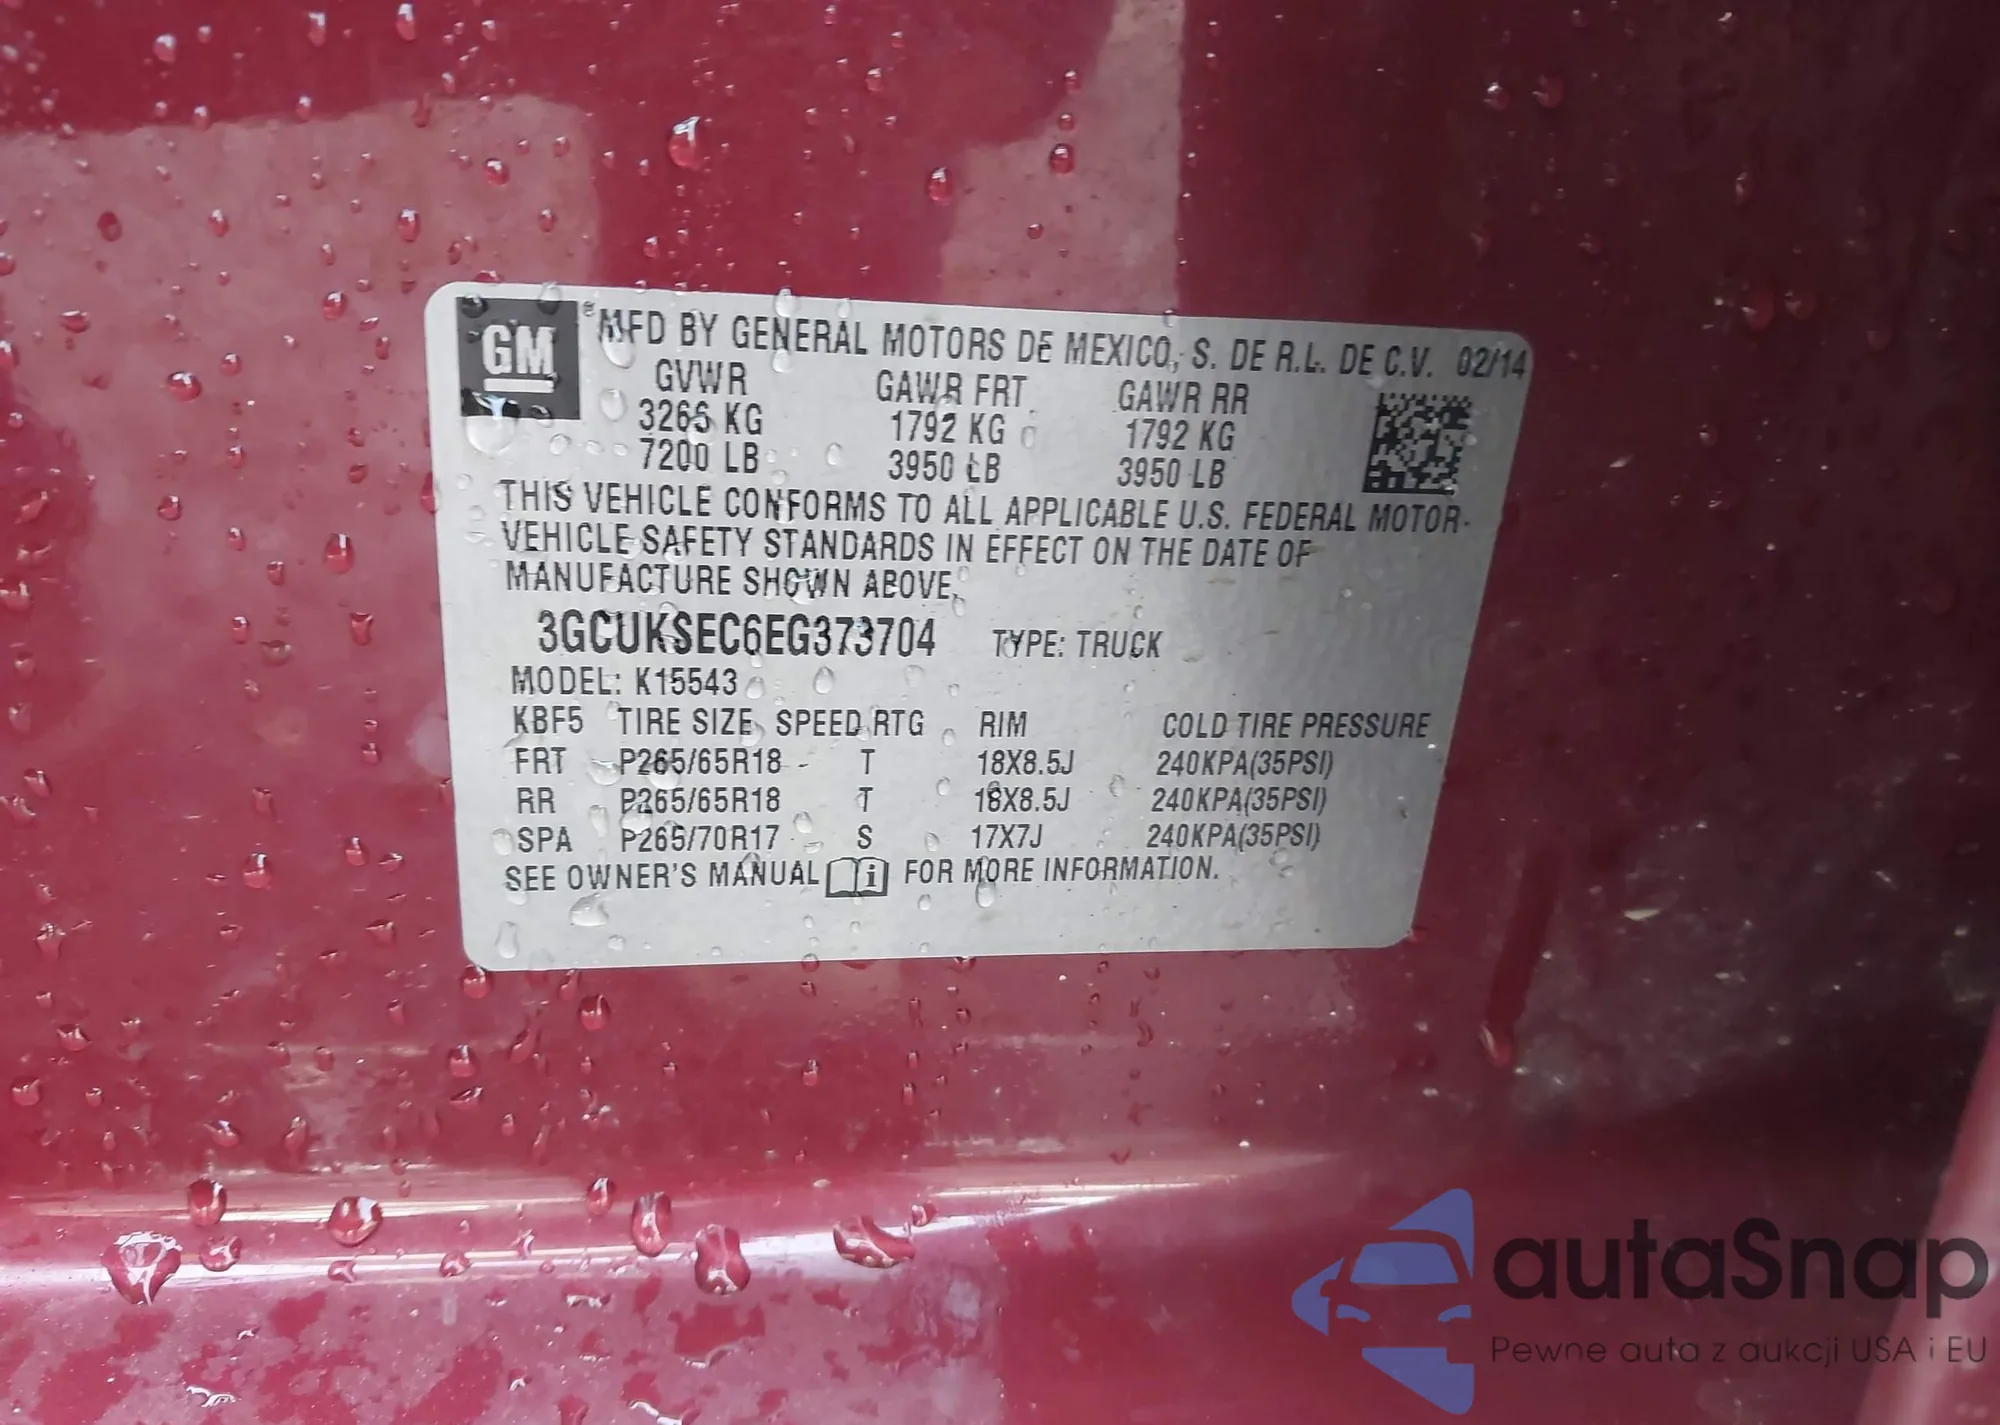 GM
® MFD BY GENERAL MOTORS DE MEXICO, S. DE R.L. DE C.V. 02/14
GVWR GAWR FRT GAWR RR
3266 KG 1792 KG 1792 KG
7200 LB 3950 LB 3950 LB
THIS VEHICLE CONFORMS TO ALL APPLICABLE U.S. FEDERAL MOTOR-
VEHICLE SAFETY STANDARDS IN EFFECT ON THE DATE OF
MANUFACTURE SHOWN ABOVE.
3GCUKSEC6EG373704 TYPE: TRUCK
MODEL: K15543
KBF5 TIRE SIZE SPEED RTG RIM COLD TIRE PRESSURE
FRT P265/65R18 T 18X8.5J 240KPA(35PSI)
RR P265/65R18 T 18X8.5J 240KPA(35PSI)
SPA P265/70R17 S 17X7J 240KPA(35PSI)
SEE OWNER'S MANUAL i FOR MORE INFORMATION.
autaSnap
Pewne auta z aukcji USA i EU